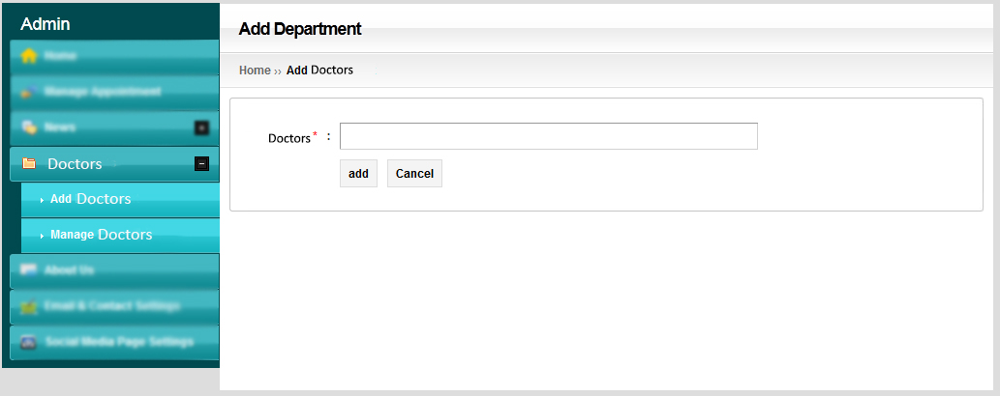 Admin
Home
Manage Appointment
News
Doctors
Add Doctors
Manage Doctors
About Us
Email & Contact Settings
Social Media Page Settings
Add Department
Home ›› Add Doctors
Doctors * :
add Cancel